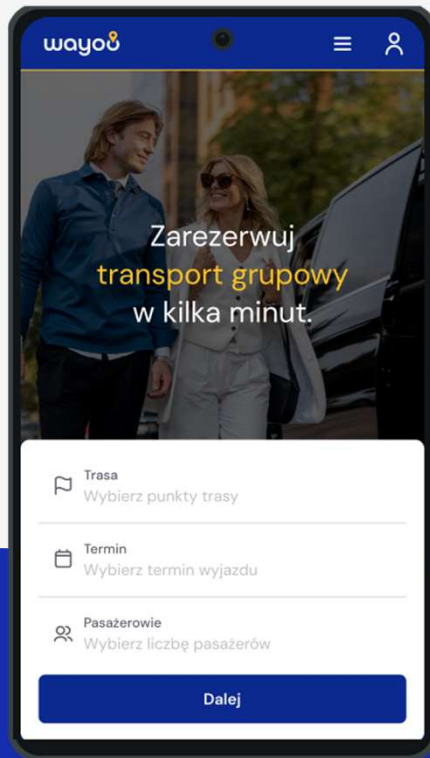 wayoo
Zarezerwuj
transport grupowy
w kilka minut.
Trasa
Wybierz punkty trasy
Termin
Wybierz termin wyjazdu
Pasażerowie
Wybierz liczbę pasażerów
Dalej